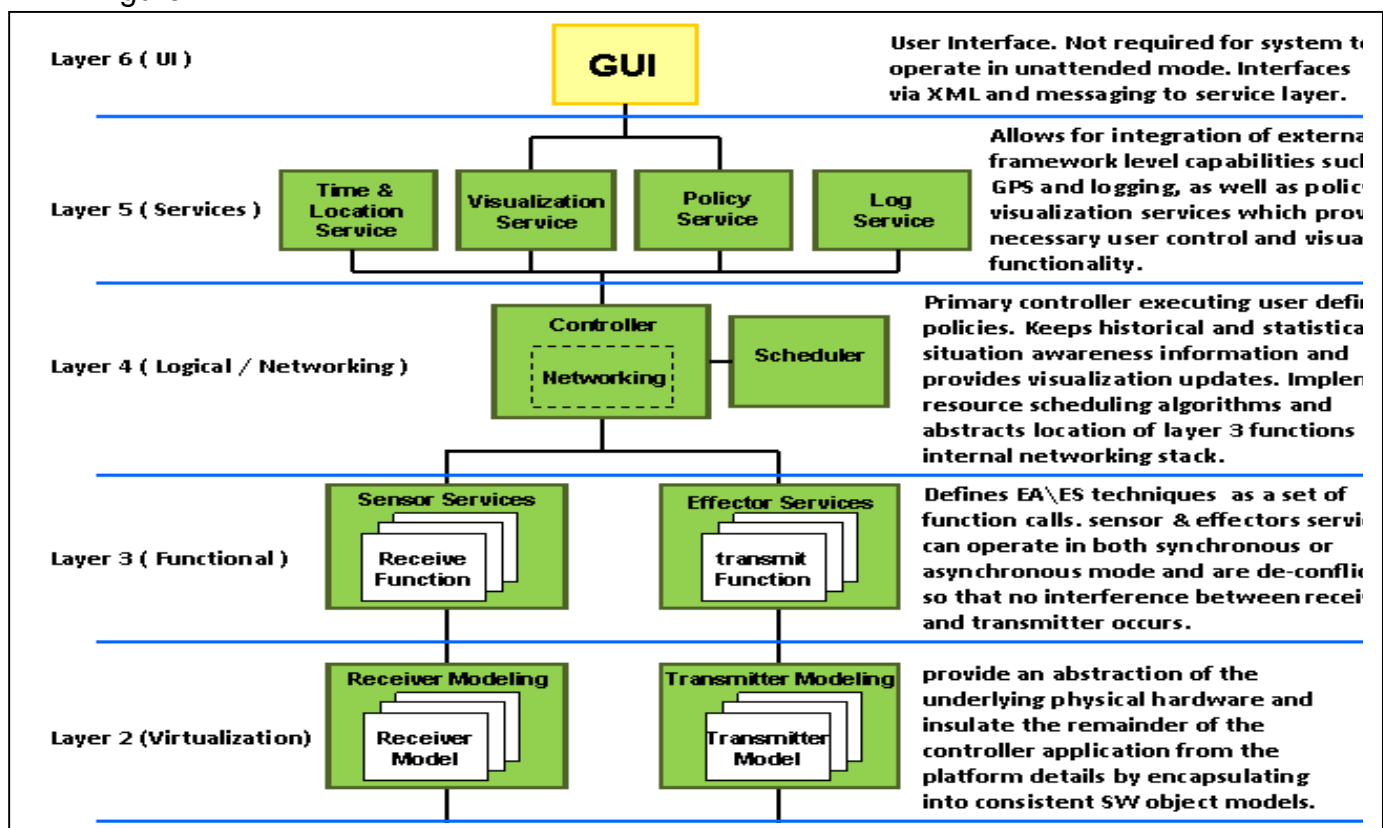 Layer 6 ( UI )
GUI
User Interface. Not required for system to
operate in unattended mode. Interfaces
via XML and messaging to service layer.
Layer 5 ( Services )
Time &
Location
Service
Visualization
Service
Policy
Service
Log
Service
Allows for integration of externa
framework level capabilities suc
GPS and logging, as well as polic
visualization services which prov
necessary user control and visua
functionality.
Layer 4 ( Logical / Networking )
Controller
Networking
Scheduler
Primary controller executing user defi
policies. Keeps historical and statistica
situation awareness information and
provides visualization updates. Implem
resource scheduling algorithms and
abstracts location of layer 3 functions
internal networking stack.
Layer 3 ( Functional )
Sensor Services
Receive
Function
Effector Services
transmit
Function
Defines EA\ES techniques as a set of
function calls. sensor & effectors servi
can operate in both synchronous or
asynchronous mode and are de-conflic
so that no interference between recei
and transmitter occurs.
Layer 2 (Virtualization)
Receiver Modeling
Receiver
Model
Transmitter Modeling
Transmitter
Model
provide an abstraction of the
underlying physical hardware and
insulate the remainder of the
controller application from the
platform details by encapsulating
into consistent SW object models.